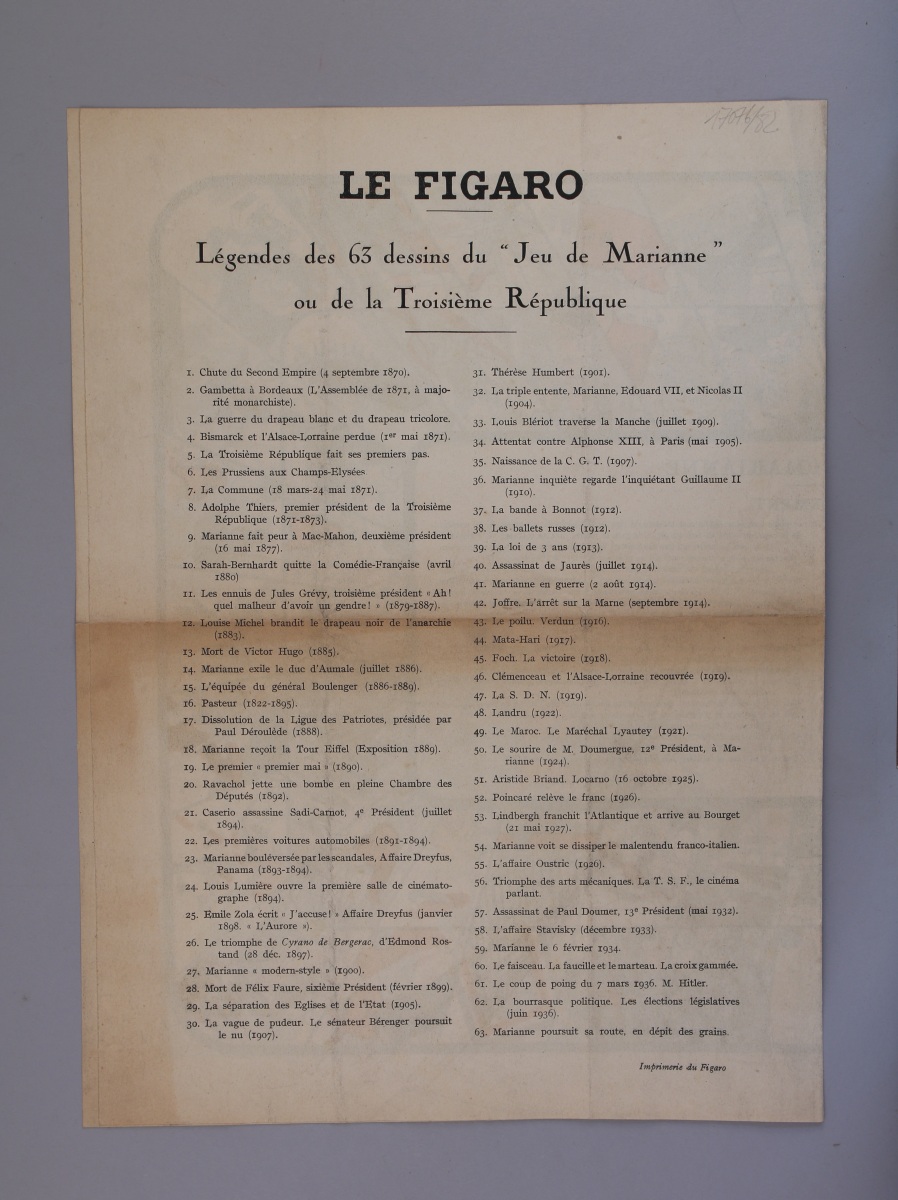 LE FIGARO
Légendes des 63 dessins du “ Jeu de Marianne ”
ou de la Troisième République
1. Chute du Second Empire (4 septembre 1870).
2. Gambetta à Bordeaux (L'Assemblée de 1871, à majo-
rité monarchiste).
3. La guerre du drapeau blanc et du drapeau tricolore.
4. Bismarck et l'Alsace-Lorraine perdue (1er mai 1871).
5. La Troisième République fait ses premiers pas.
6. Les Prussiens aux Champs-Elysées
7. La Commune (18 mars-24 mai 1871).
8. Adolphe Thiers, premier président de la Troisième
République (1871-1873).
9. Marianne fait peur à Mac-Mahon, deuxième président
(16 mai 1877).
10. Sarah-Bernhardt quitte la Comédie-Française (avril
1880)
11. Les ennuis de Jules Grévy, troisième président « Ah!
quel malheur d'avoir un gendre! » (1879-1887).
12. Louise Michel brandit le drapeau noir de l'anarchie
(1883).
13. Mort de Victor Hugo (1885).
14. Marianne exile le duc d'Aumale (juillet 1886).
15. L'équipée du général Boulenger (1886-1889).
16. Pasteur (1822-1895).
17. Dissolution de la Ligue des Patriotes, présidée par
Paul Déroulède (1888).
18. Marianne reçoit la Tour Eiffel (Exposition 1889).
19. Le premier « premier mai » (1890).
20. Ravachol jette une bombe en pleine Chambre des
Députés (1892).
21. Caserio assassine Sadi-Carnot, 4e Président (juillet
1894).
22. Les premières voitures automobiles (1891-1894).
23. Marianne bouléversée par les scandales, Affaire Dreyfus,
Panama (1893-1894).
24. Louis Lumière ouvre la première salle de cinémato-
graphe (1894).
25. Emile Zola écrit « J'accuse! » Affaire Dreyfus (janvier
1898. « L'Aurore »).
26. Le triomphe de Cyrano de Bergerac, d'Edmond Ros-
tand (28 déc. 1897).
27. Marianne « modern-style » (1900).
28. Mort de Félix Faure, sixième Président (février 1899).
29. La séparation des Eglises et de l'Etat (1905).
30. La vague de pudeur. Le sénateur Bérenger poursuit
le nu (1907).
31. Thérèse Humbert (1901).
32. La triple entente, Marianne, Edouard VII, et Nicolas II
(1904).
33. Louis Blériot traverse la Manche (juillet 1909).
34. Attentat contre Alphonse XIII, à Paris (mai 1905).
35. Naissance de la C. G. T. (1907).
36. Marianne inquiète regarde l'inquiétant Guillaume II
(1910).
37. La bande à Bonnot (1912).
38. Les ballets russes (1912).
39. La loi de 3 ans (1913).
40. Assassinat de Jaurès (juillet 1914).
41. Marianne en guerre (2 août 1914).
42. Joffre. L'arrêt sur la Marne (septembre 1914).
43. Le poilu. Verdun (1916).
44. Mata-Hari (1917).
45. Foch. La victoire (1918).
46. Clémenceau et l'Alsace-Lorraine recouvrée (1919).
47. La S. D. N. (1919).
48. Landru (1922).
49. Le Maroc. Le Maréchal Lyautey (1921).
50. Le sourire de M. Doumergue, 12e Président, à Ma-
rianne (1924).
51. Aristide Briand. Locarno (16 octobre 1925).
52. Poincaré relève le franc (1926).
53. Lindbergh franchit l'Atlantique et arrive au Bourget
(21 mai 1927).
54. Marianne voit se dissiper le malentendu franco-italien.
55. L'affaire Oustric (1926).
56. Triomphe des arts mécaniques. La T. S. F., le cinéma
parlant.
57. Assassinat de Paul Doumer, 13e Président (mai 1932).
58. L'affaire Stavisky (décembre 1933).
59. Marianne le 6 février 1934.
60. Le faisceau. La faucille et le marteau. La croix gammée.
61. Le coup de poing du 7 mars 1936. M. Hitler.
62. La bourrasque politique. Les élections législatives
(juin 1936).
63. Marianne poursuit sa route, en dépit des grains.
Imprimerie du Figaro